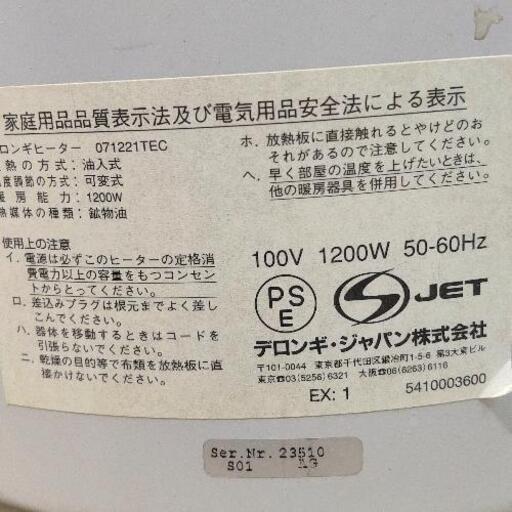 家庭用品品質表示法及び電気用品安全法による表示
ロンギヒーター 071221TEC
熱の方式：油入式
度調節の方式：可変式
房能力：1200W
熱媒体の種類：鉱物油
使用上の注意
イ. 電源は必ずこのヒーターの定格消
費電力以上の容量をもつコンセン
トからとってください。
ロ. 差込みプラグは根元までよく差し
こんでください。
ハ. 器体を移動するときはコードを
引張らないでください。
ニ. 乾燥の目的等で布類を放熱板に直
接かけないでください。
ホ. 放熱板に直接触れるとやけどのお
それがあるので注意してください。
ヘ. 早く部屋の温度を上げたいときは、
他の暖房器具を併用してください。
100V 1200W 50-60Hz
PS
E
JET
デロンギ・ジャパン株式会社
〒101-0044 東京都千代田区鍛冶町1-5-6 第3大東ビル
東京☎03(5256)6321 大阪☎06(6263)6116
EX: 1
5410003600
Ser.Nr. 23510
S01 AG